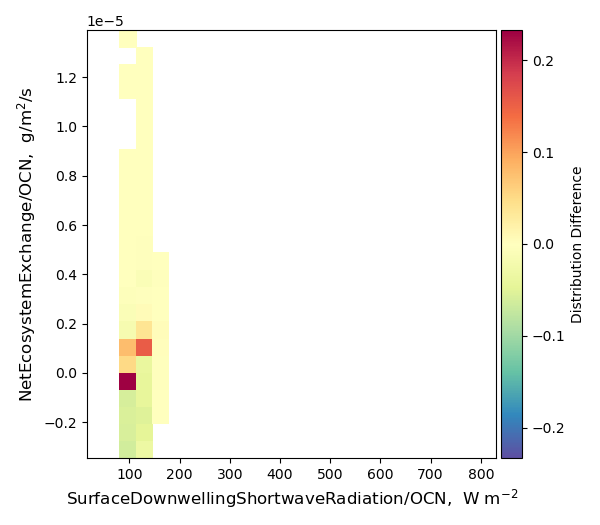 1e−5
1.2
1.0
0.8
0.6
0.4
0.2
0.0
−0.2
NetEcosystemExchange/OCN, g/m²/s
100 200 300 400 500 600 700 800
SurfaceDownwellingShortwaveRadiation/OCN, W m⁻²
0.2
0.1
0.0
−0.1
−0.2
Distribution Difference